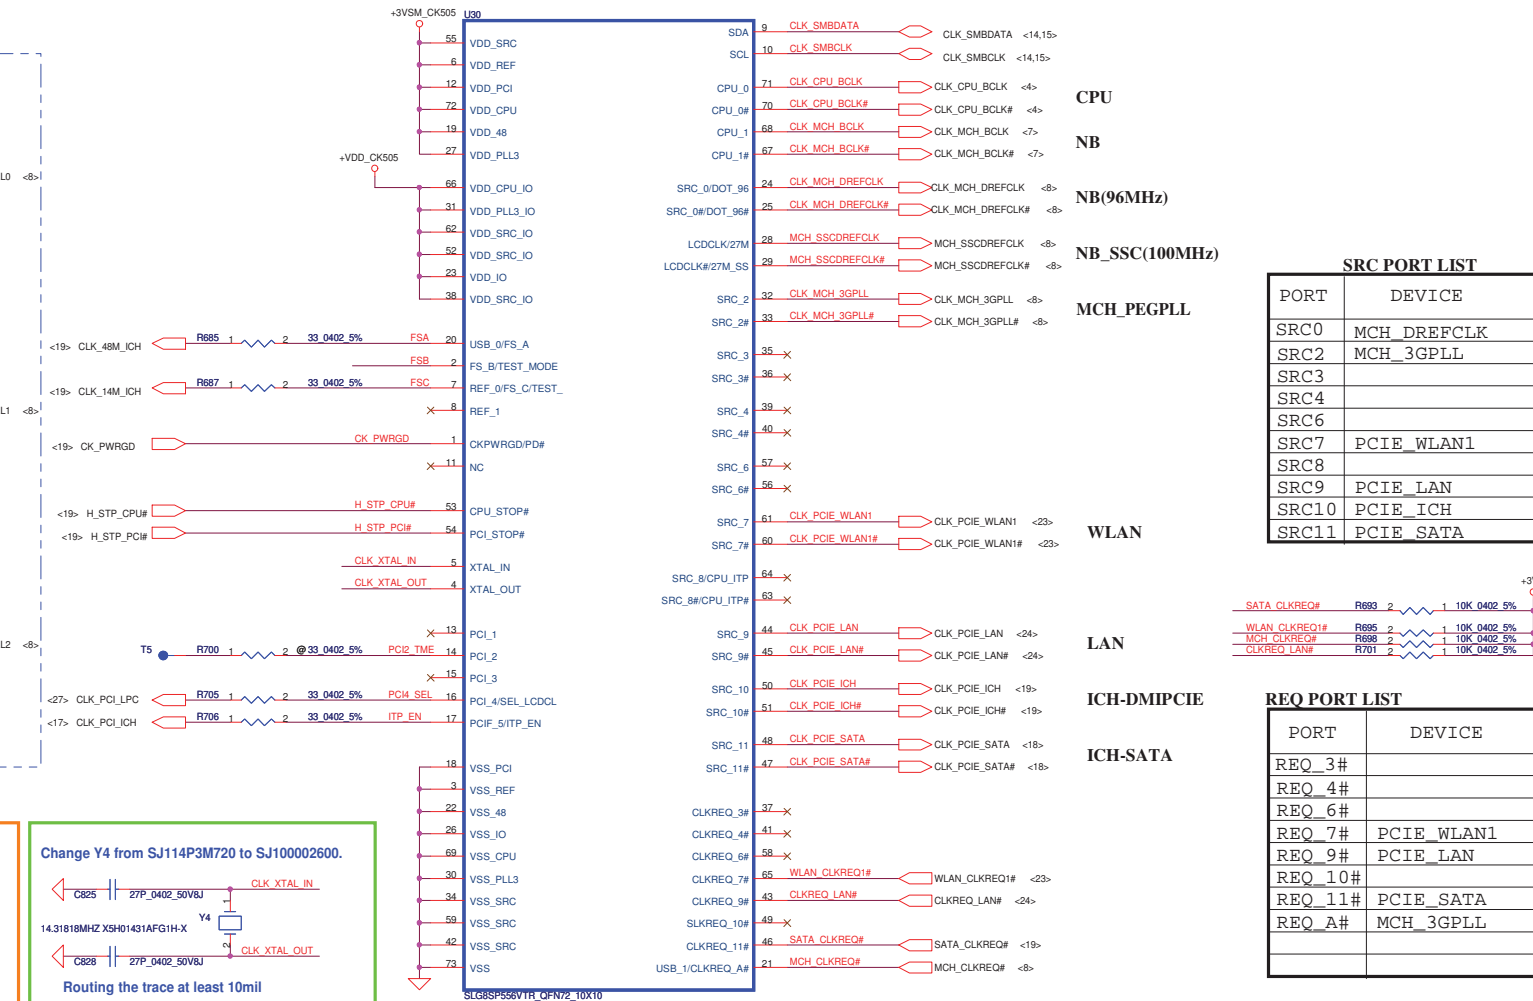 +3VSM_CK505
U30
55 VDD_SRC
6 VDD_REF
12 VDD_PCI
72 VDD_CPU
19 VDD_48
27 VDD_PLL3
+VDD_CK505
66 VDD_CPU_IO
31 VDD_PLL3_IO
62 VDD_SRC_IO
52 VDD_SRC_IO
23 VDD_IO
38 VDD_SRC_IO
L0 <8>
L1 <8>
L2 <8>
<19> CLK_48M_ICH R685 1 2 33_0402_5% FSA 20 USB_0/FS_A
FSB 2 FS_B/TEST_MODE
<19> CLK_14M_ICH R687 1 2 33_0402_5% FSC 7 REF_0/FS_C/TEST_
8 REF_1
<19> CK_PWRGD CK_PWRGD 1 CKPWRGD/PD#
11 NC
<19> H_STP_CPU# H_STP_CPU# 53 CPU_STOP#
<19> H_STP_PCI# H_STP_PCI# 54 PCI_STOP#
CLK_XTAL_IN 5 XTAL_IN
CLK_XTAL_OUT 4 XTAL_OUT
13 PCI_1
T5 R700 1 2 @33_0402_5% PCI2_TME 14 PCI_2
15 PCI_3
<27> CLK_PCI_LPC R705 1 2 33_0402_5% PCI4_SEL 16 PCI_4/SEL_LCDCL
<17> CLK_PCI_ICH R706 1 2 33_0402_5% ITP_EN 17 PCIF_5/ITP_EN
18 VSS_PCI
3 VSS_REF
22 VSS_48
26 VSS_IO
69 VSS_CPU
30 VSS_PLL3
34 VSS_SRC
59 VSS_SRC
42 VSS_SRC
73 VSS
SLG8SP556VTR_QFN72_10X10
SDA 9 CLK_SMBDATA CLK_SMBDATA <14,15>
SCL 10 CLK_SMBCLK CLK_SMBCLK <14,15>
CPU_0 71 CLK_CPU_BCLK CLK_CPU_BCLK <4>
CPU
CPU_0# 70 CLK_CPU_BCLK# CLK_CPU_BCLK# <4>
CPU_1 68 CLK_MCH_BCLK CLK_MCH_BCLK <7>
NB
CPU_1# 67 CLK_MCH_BCLK# CLK_MCH_BCLK# <7>
SRC_0/DOT_96 24 CLK_MCH_DREFCLK CLK_MCH_DREFCLK <8>
NB(96MHz)
SRC_0#/DOT_96# 25 CLK_MCH_DREFCLK# CLK_MCH_DREFCLK# <8>
LCDCLK/27M 28 MCH_SSCDREFCLK MCH_SSCDREFCLK <8>
NB_SSC(100MHz)
LCDCLK#/27M_SS 29 MCH_SSCDREFCLK# MCH_SSCDREFCLK# <8>
SRC_2 32 CLK_MCH_3GPLL CLK_MCH_3GPLL <8>
MCH_PEGPLL
SRC_2# 33 CLK_MCH_3GPLL# CLK_MCH_3GPLL# <8>
SRC_3 35
SRC_3# 36
SRC_4 39
SRC_4# 40
SRC_6 57
SRC_6# 56
SRC_7 61 CLK_PCIE_WLAN1 CLK_PCIE_WLAN1 <23>
WLAN
SRC_7# 60 CLK_PCIE_WLAN1# CLK_PCIE_WLAN1# <23>
SRC_8/CPU_ITP 64
SRC_8#/CPU_ITP# 63
SRC_9 44 CLK_PCIE_LAN CLK_PCIE_LAN <24>
LAN
SRC_9# 45 CLK_PCIE_LAN# CLK_PCIE_LAN# <24>
SRC_10 50 CLK_PCIE_ICH CLK_PCIE_ICH <19>
ICH-DMIPCIE
SRC_10# 51 CLK_PCIE_ICH# CLK_PCIE_ICH# <19>
SRC_11 48 CLK_PCIE_SATA CLK_PCIE_SATA <18>
ICH-SATA
SRC_11# 47 CLK_PCIE_SATA# CLK_PCIE_SATA# <18>
CLKREQ_3# 37
CLKREQ_4# 41
CLKREQ_6# 58
CLKREQ_7# 65 WLAN_CLKREQ1# WLAN_CLKREQ1# <23>
CLKREQ_9# 43 CLKREQ_LAN# CLKREQ_LAN# <24>
SLKREQ_10# 49
CLKREQ_11# 46 SATA_CLKREQ# SATA_CLKREQ# <19>
USB_1/CLKREQ_A# 21 MCH_CLKREQ# MCH_CLKREQ# <8>
SRC PORT LIST
PORT DEVICE
SRC0 MCH_DREFCLK
SRC2 MCH_3GPLL
SRC3
SRC4
SRC6
SRC7 PCIE_WLAN1
SRC8
SRC9 PCIE_LAN
SRC10 PCIE_ICH
SRC11 PCIE_SATA
+3
SATA_CLKREQ# R693 2 1 10K_0402_5%
WLAN_CLKREQ1# R695 2 1 10K_0402_5%
MCH_CLKREQ# R698 2 1 10K_0402_5%
CLKREQ_LAN# R701 2 1 10K_0402_5%
REQ PORT LIST
PORT DEVICE
REQ_3#
REQ_4#
REQ_6#
REQ_7# PCIE_WLAN1
REQ_9# PCIE_LAN
REQ_10#
REQ_11# PCIE_SATA
REQ_A# MCH_3GPLL
Change Y4 from SJ114P3M720 to SJ100002600.
C825 27P_0402_50V8J CLK_XTAL_IN
1
Y4
14.31818MHZ X5H01431AFG1H-X
2
C828 27P_0402_50V8J CLK_XTAL_OUT
Routing the trace at least 10mil